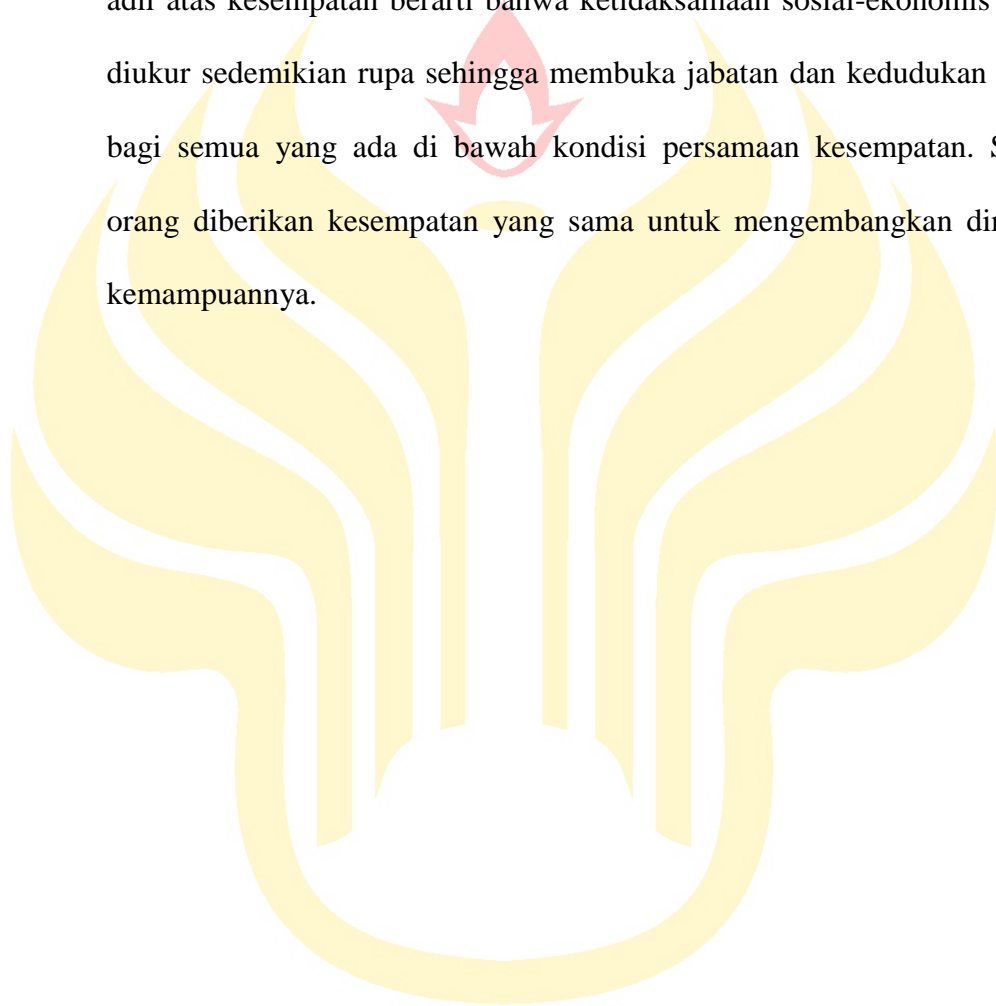 adil atas kesempatan berarti bahwa ketidaksamaan sosial-ekonomis
diukur sedemikian rupa sehingga membuka jabatan dan kedudukan
bagi semua yang ada di bawah kondisi persamaan kesempatan.
orang diberikan kesempatan yang sama untuk mengembangkan
kemampuannya.